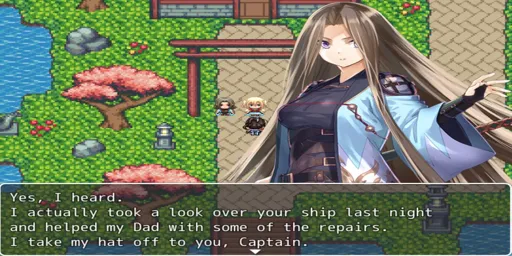 Yes, I heard.
I actually took a look over your ship last night
and helped my Dad with some of the repairs.
I take my hat off to you, Captain.